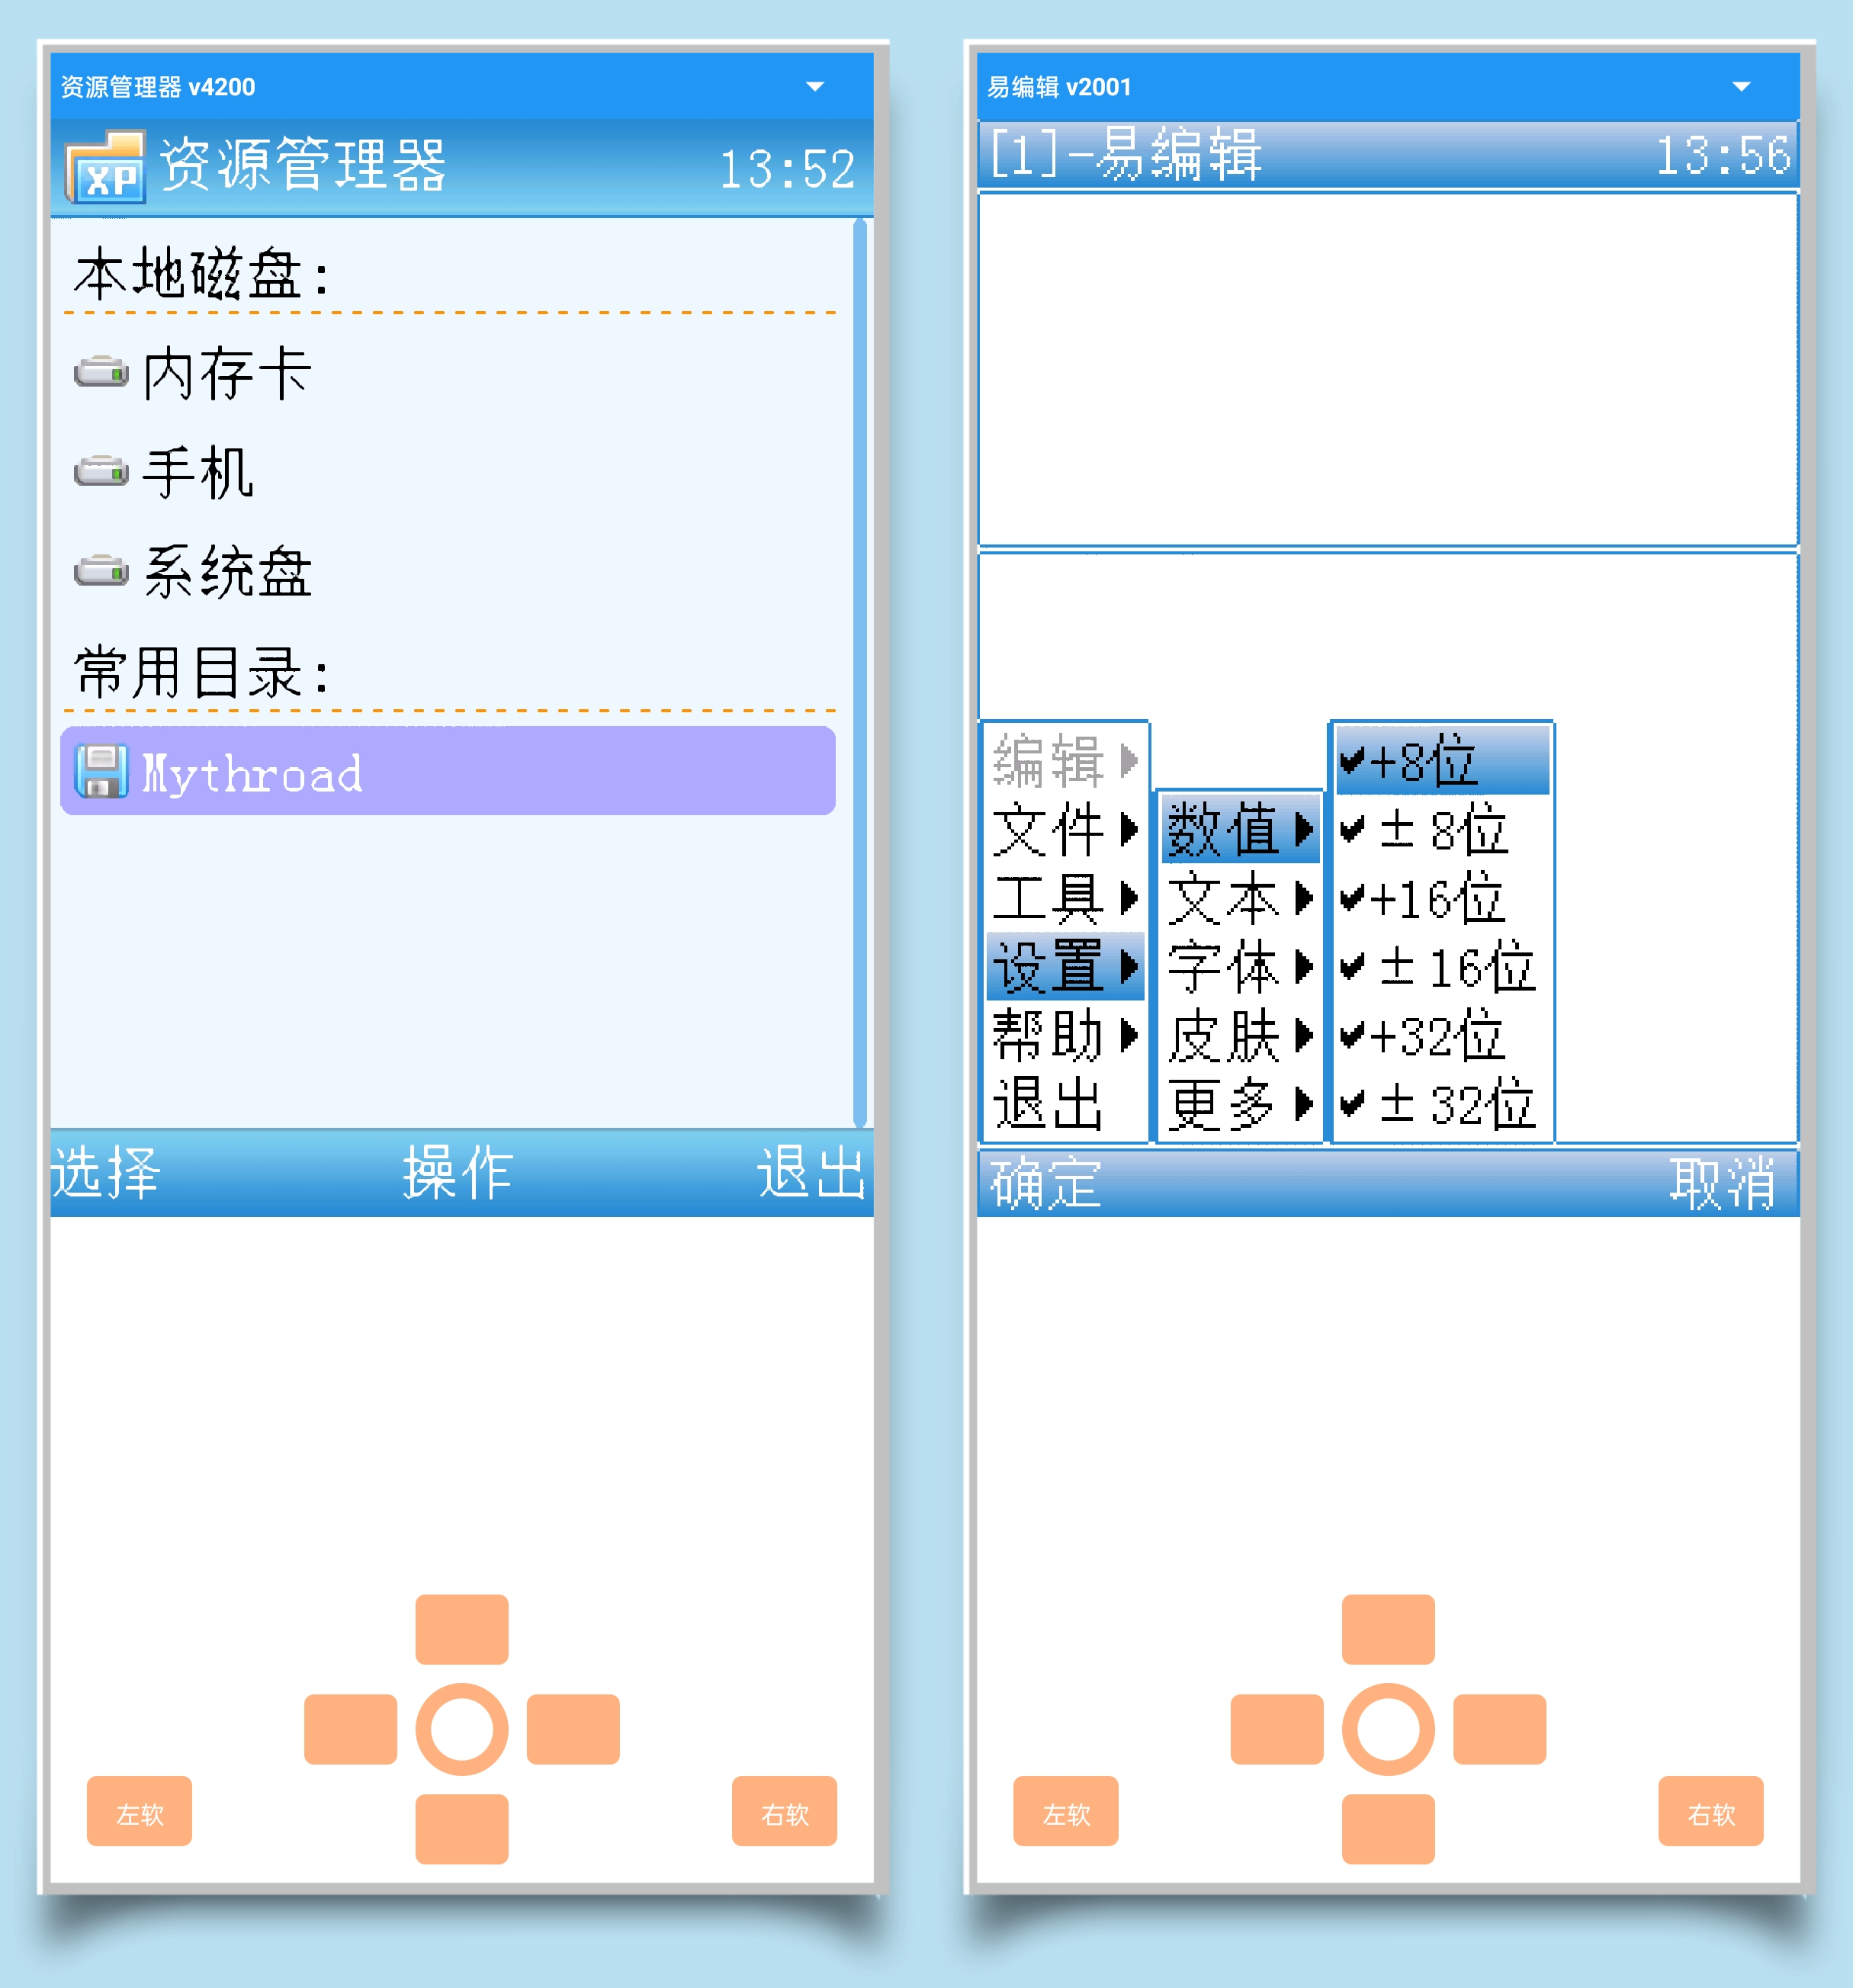 资源管理器 v4200
XP 资源管理器 13:52
本地磁盘:
内存卡
手机
系统盘
常用目录:
Mythroad
选择 操作 退出
左软 右软
易编辑 v2001
[1]-易编辑 13:56
编辑
文件
工具
设置
帮助
退出
数值
文本
字体
皮肤
更多
+8位
±8位
+16位
±16位
+32位
±32位
确定 取消
左软 右软